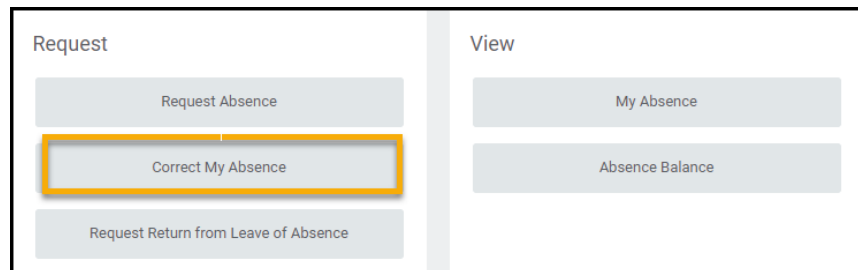 Request
Request Absence
Correct My Absence
Request Return from Leave of Absence
View
My Absence
Absence Balance